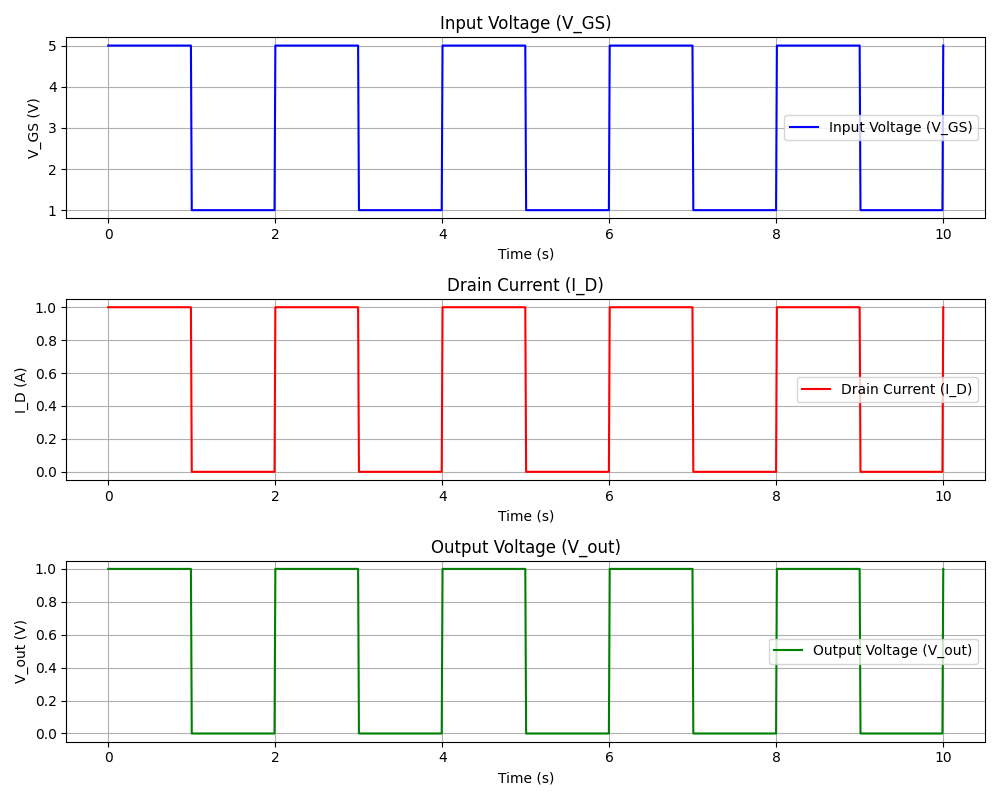 Input Voltage (V_GS)
V_GS (V)
5
4
3
2
1
Input Voltage (V_GS)
0 2 4 6 8 10
Time (s)
Drain Current (I_D)
I_D (A)
1.0
0.8
0.6
0.4
0.2
0.0
Drain Current (I_D)
0 2 4 6 8 10
Time (s)
Output Voltage (V_out)
V_out (V)
1.0
0.8
0.6
0.4
0.2
0.0
Output Voltage (V_out)
0 2 4 6 8 10
Time (s)